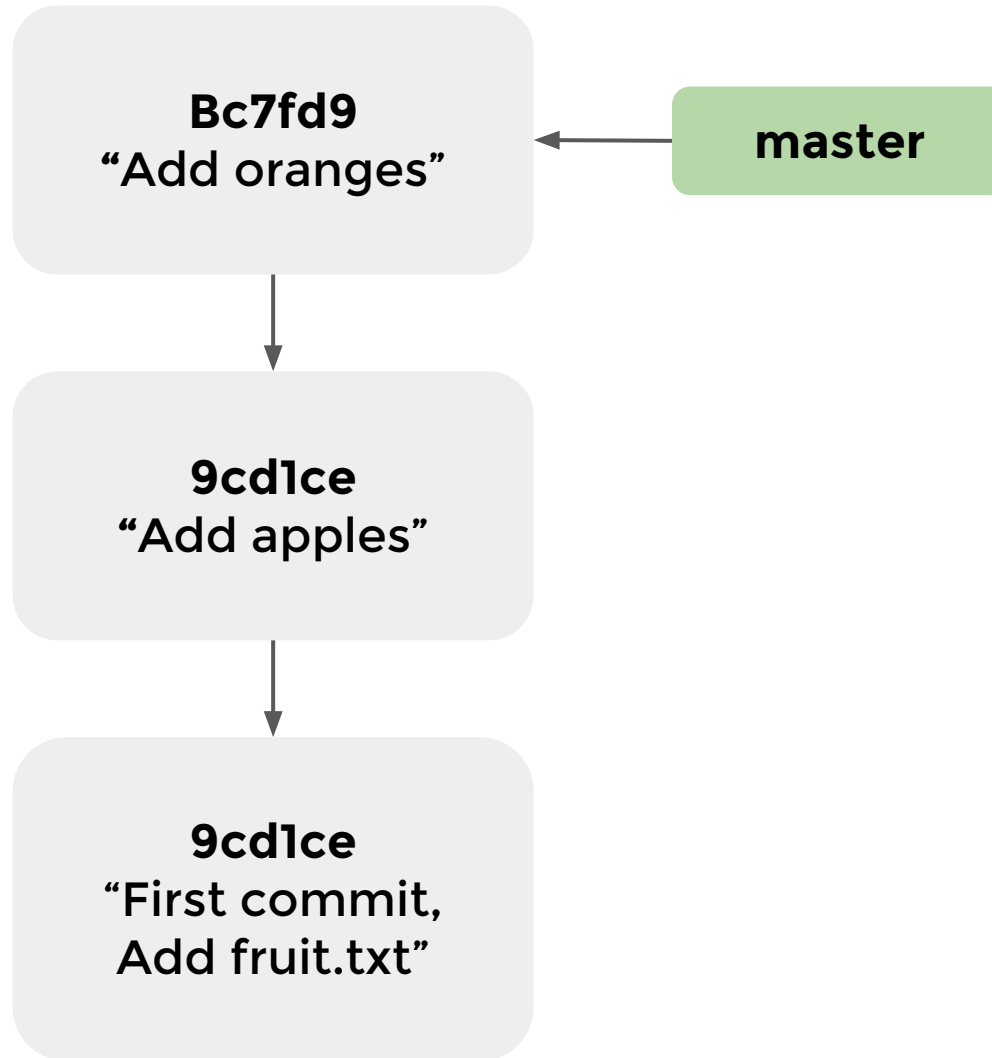 Bc7fd9
“Add oranges”
master
9cd1ce
“Add apples”
9cd1ce
“First commit,
Add fruit.txt”